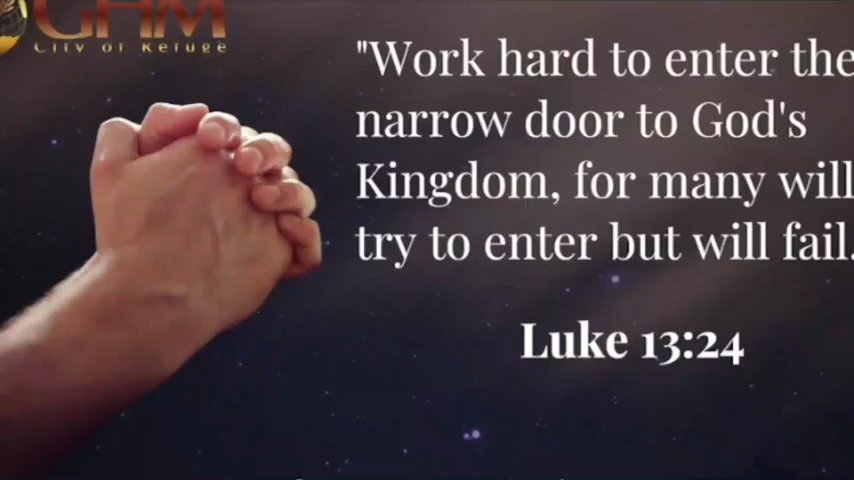 GHM
City of Refuge
"Work hard to enter the
narrow door to God's
Kingdom, for many will
try to enter but will fail.
Luke 13:24